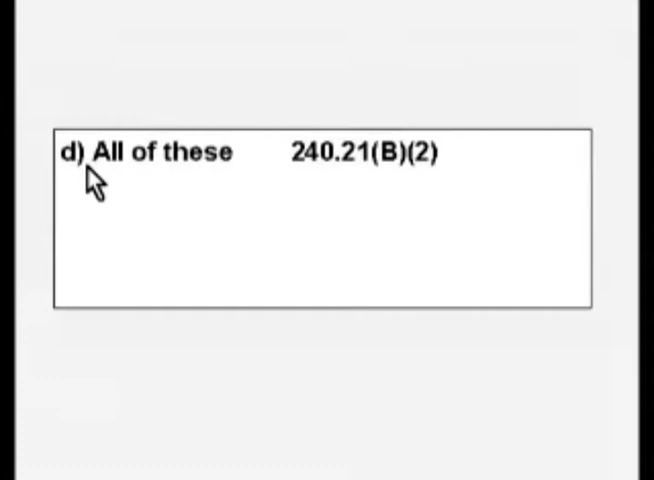 d) All of these 240.21(B)(2)